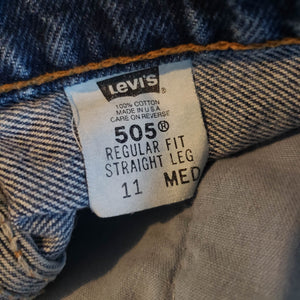 LEVI'S
100% COTTON
MADE IN U.S.A
CARE ON REVERSE
505®
REGULAR FIT
STRAIGHT LEG
11 MED